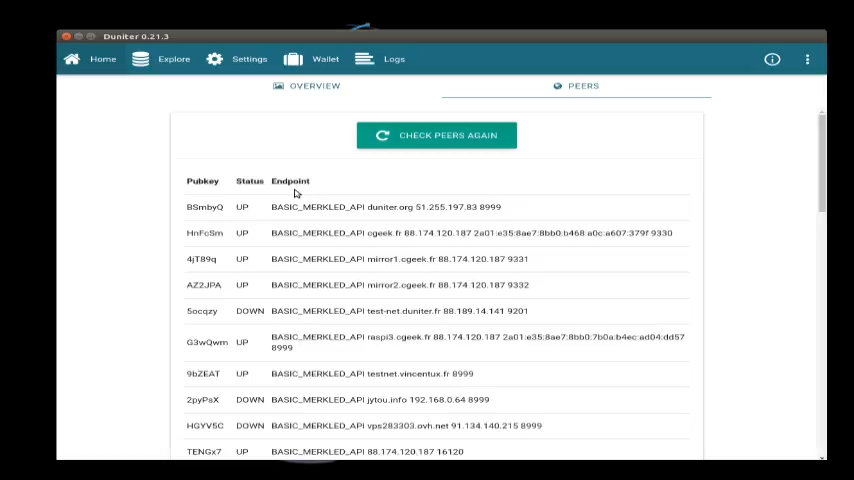 Duniter 0.21.3
Home Explore Settings Wallet Logs
OVERVIEW PEERS
CHECK PEERS AGAIN
Pubkey Status Endpoint
BSmbyQ UP BASIC_MERKLED_API duniter.org 51.255.197.83 8999
HnFcSm UP BASIC_MERKLED_API cgeek.fr 88.174.120.187 2a01:e35:8ae7:8bb0:b468:a0c:a607:379f 9330
4jT89q UP BASIC_MERKLED_API mirror1.cgeek.fr 88.174.120.187 9331
AZ2JPA UP BASIC_MERKLED_API mirror2.cgeek.fr 88.174.120.187 9332
5ocqzy DOWN BASIC_MERKLED_API test-net.duniter.fr 88.189.14.141 9201
G3wQwm UP BASIC_MERKLED_API raspi3.cgeek.fr 88.174.120.187 2a01:e35:8ae7:8bb0:7b0a:b4ec:ad04:dd57
8999
9bZEAT UP BASIC_MERKLED_API testnet.vincentux.fr 8999
2pyPsX DOWN BASIC_MERKLED_API jytou.info 192.168.0.64 8999
HGYV5C DOWN BASIC_MERKLED_API vps283303.ovh.net 91.134.140.215 8999
TENGx7 UP BASIC_MERKLED_API 88.174.120.187 16120